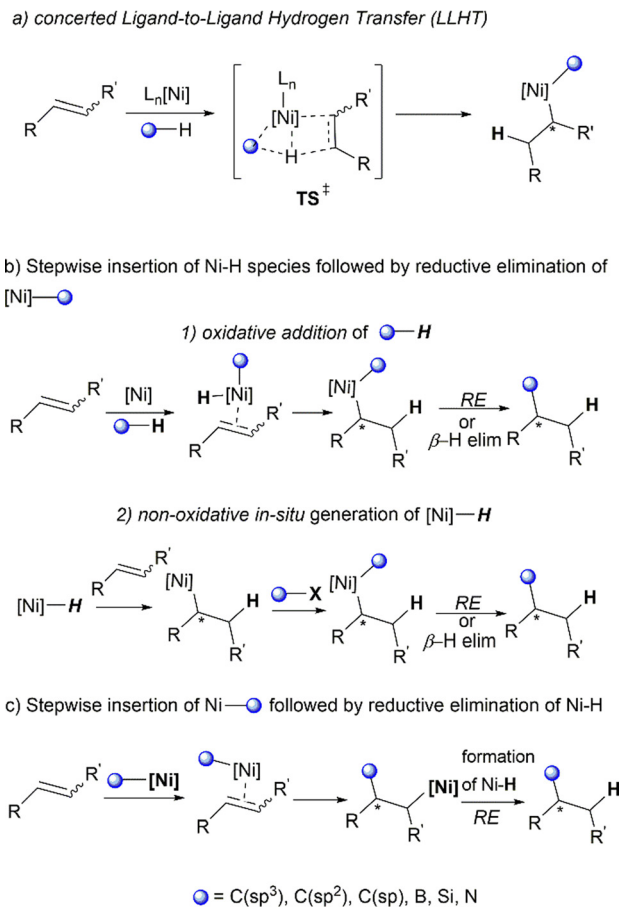 a) concerted Ligand-to-Ligand Hydrogen Transfer (LLHT)
R R' Lₙ[Ni] H
Lₙ [Ni] H R' R
TS‡
[Ni] H * R' R
b) Stepwise insertion of Ni-H species followed by reductive elimination of
[Ni]
1) oxidative addition of H
R R' [Ni] H
H [Ni] R R'
[Ni] H R * R'
RE
or
β–H elim
H R * R'
2) non-oxidative in-situ generation of [Ni]—H
[Ni]—H R R'
[Ni] H R * R'
X
[Ni] H R * R'
RE
or
β–H elim
H R * R'
c) Stepwise insertion of Ni followed by reductive elimination of Ni-H
R R' [Ni]
[Ni] R R'
[Ni] R * R'
formation
of Ni-H
RE
H R * R'
= C(sp³), C(sp²), C(sp), B, Si, N